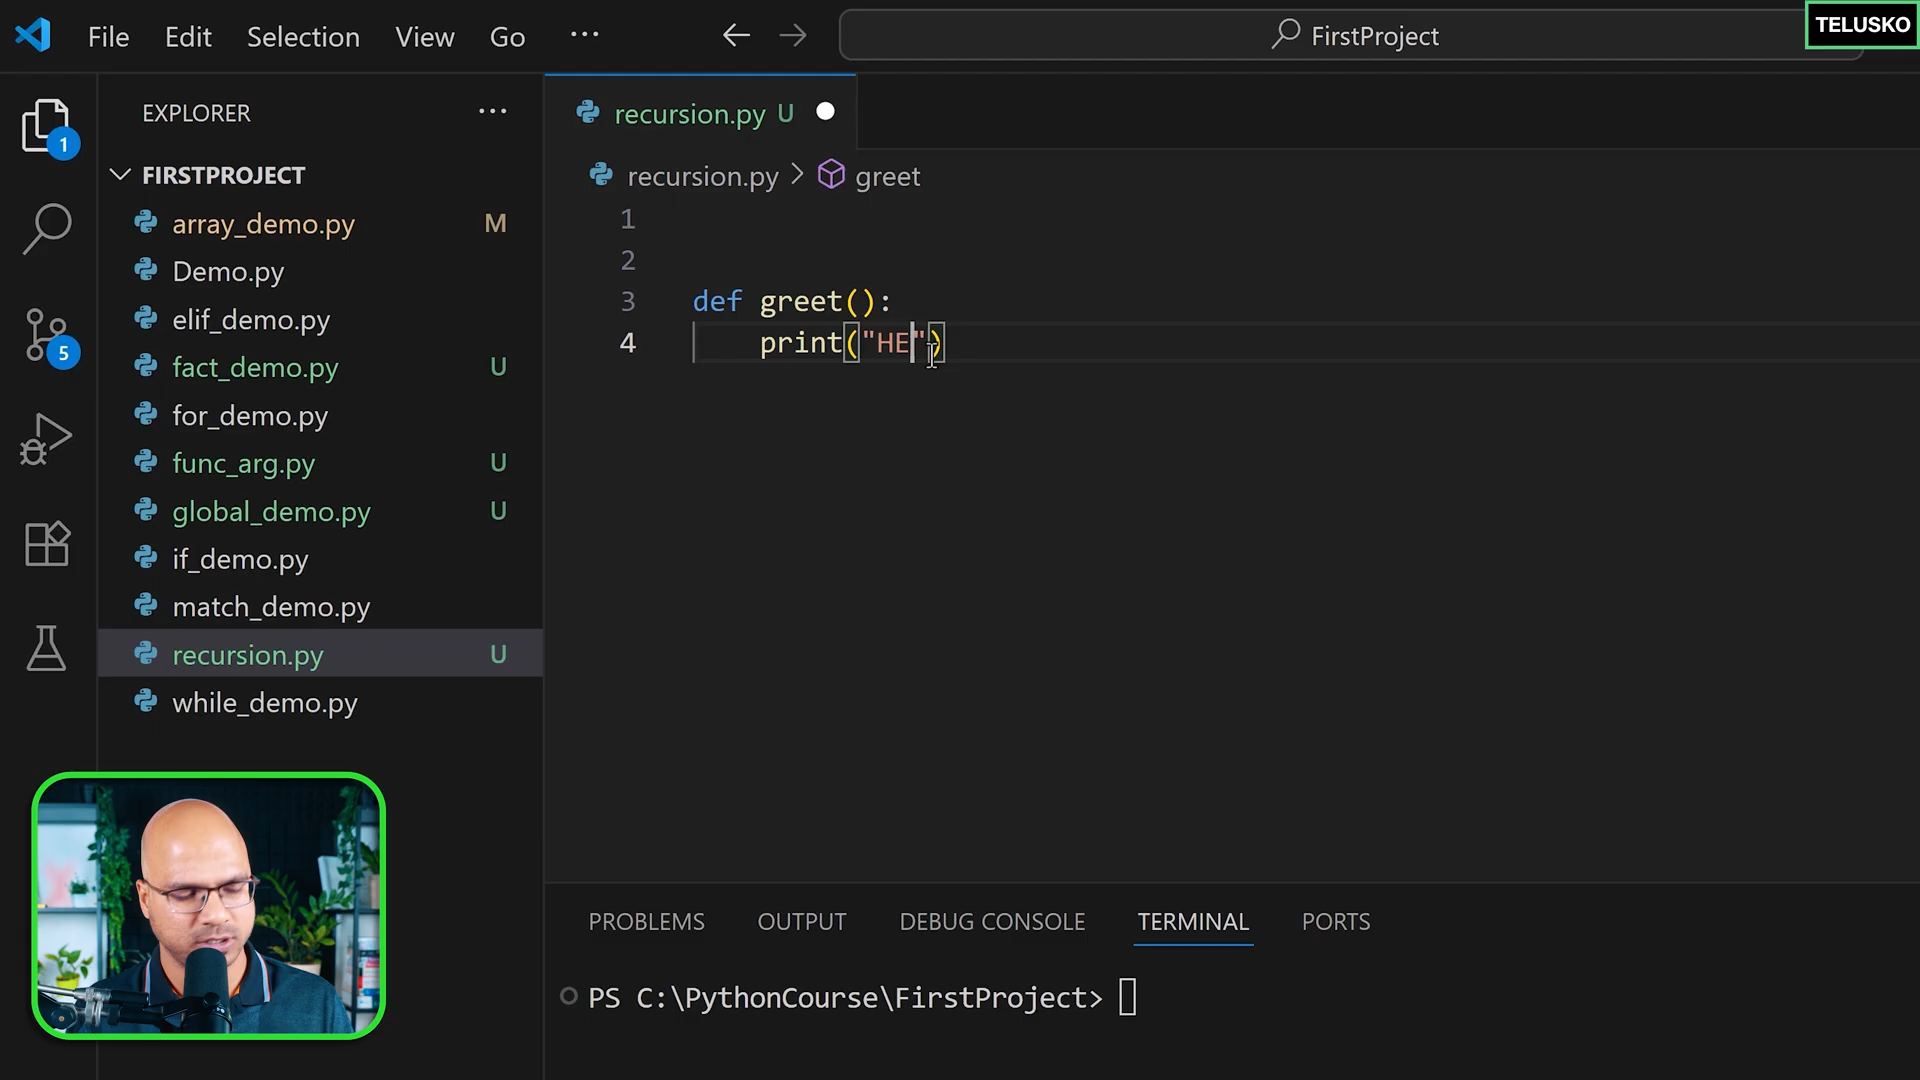 File Edit Selection View Go ...
FirstProject
TELUSKO
EXPLORER ...
1
FIRSTPROJECT
array_demo.py M
Demo.py
elif_demo.py
5
fact_demo.py U
for_demo.py
func_arg.py U
global_demo.py U
if_demo.py
match_demo.py
recursion.py U
while_demo.py
recursion.py U
recursion.py > greet
1
2
3 def greet():
4 print("HE")
PROBLEMS OUTPUT DEBUG CONSOLE TERMINAL PORTS
PS C:\PythonCourse\FirstProject>